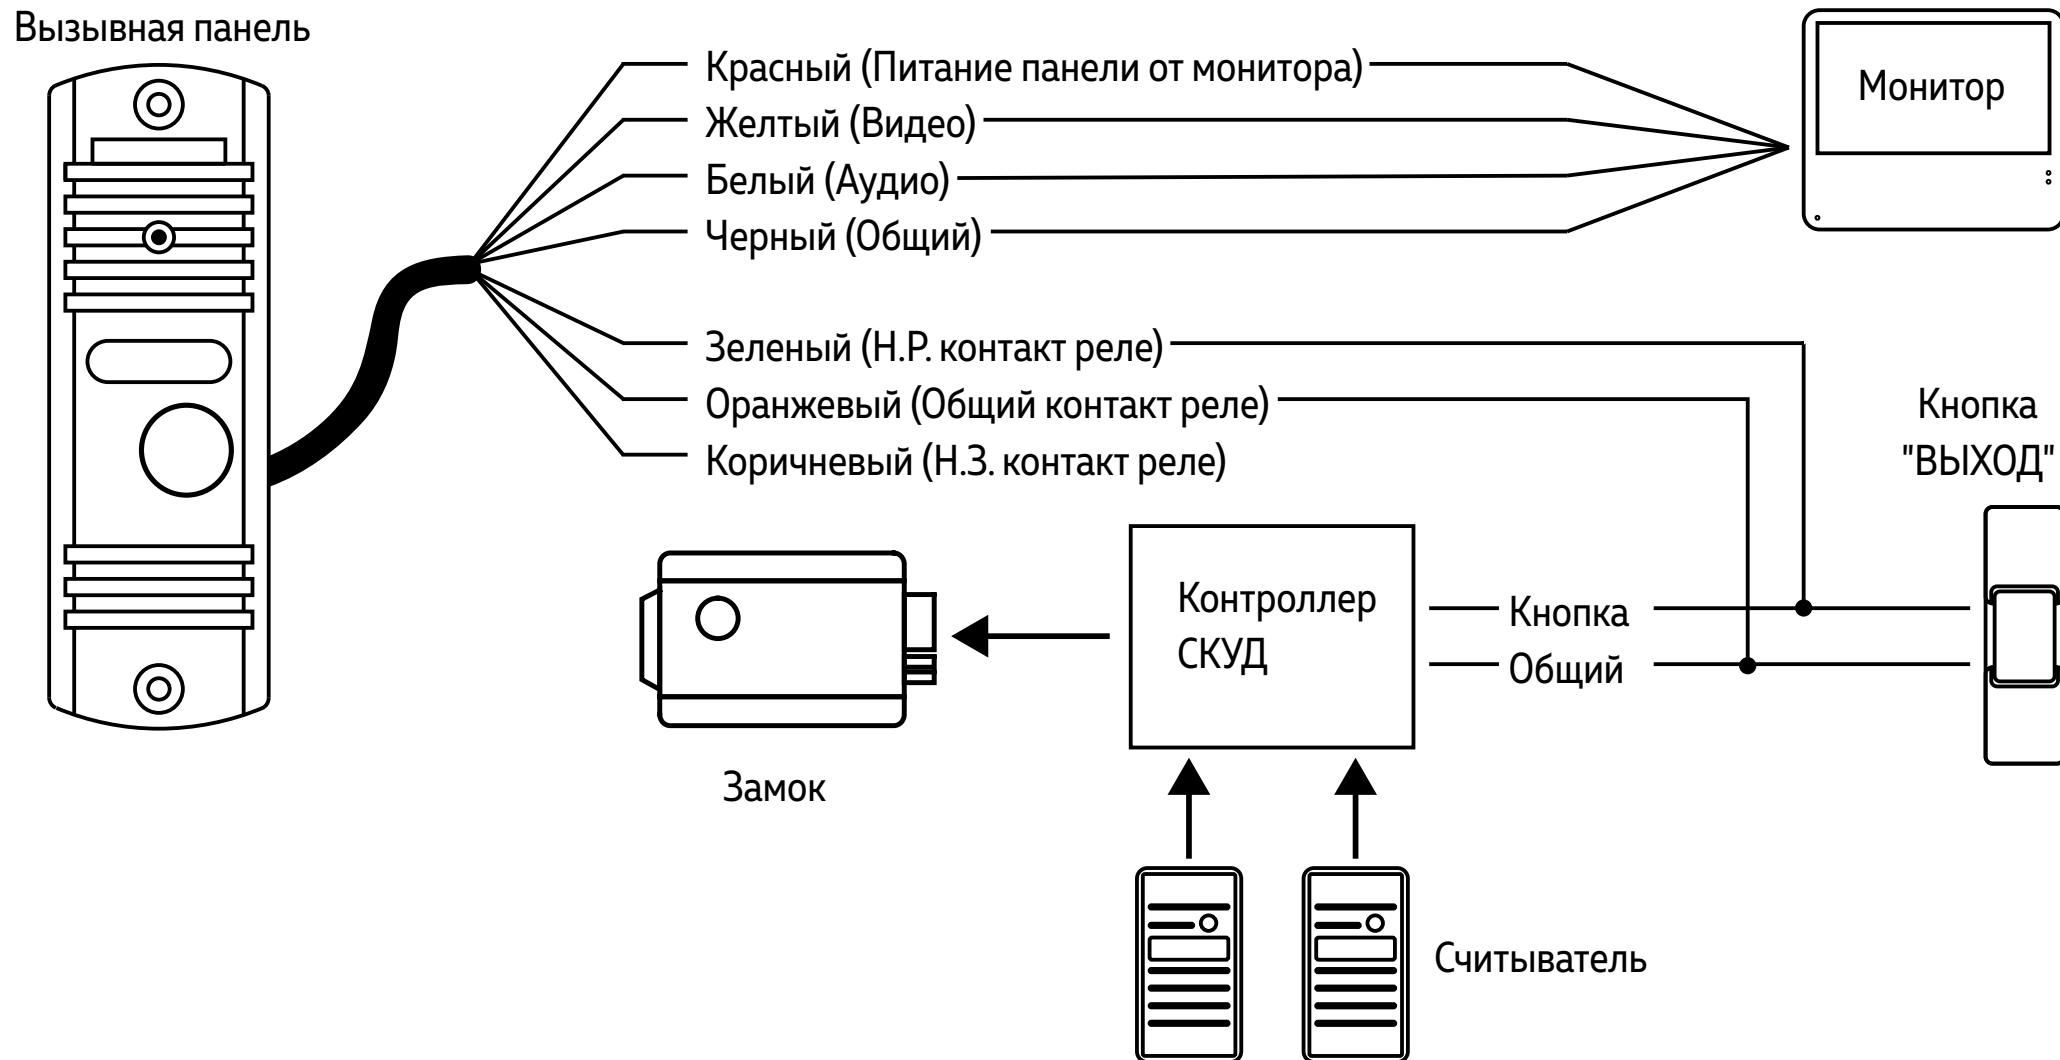 Вызывная панель
Красный (Питание панели от монитора)
Желтый (Видео)
Белый (Аудио)
Черный (Общий)
Монитор
Зеленый (Н.Р. контакт реле)
Оранжевый (Общий контакт реле)
Коричневый (Н.З. контакт реле)
Кнопка
"ВЫХОД"
Контроллер
СКУД
Кнопка
Общий
Замок
Считыватель